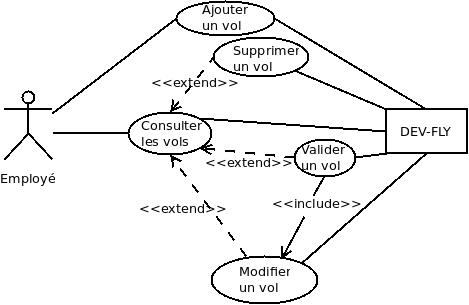 Ajouter
un vol
Supprimer
un vol
<<extend>>
Consulter
les vols
DEV-FLY
Valider
un vol
<<extend>>
Employé
<<include>>
<<extend>>
Modifier
un vol